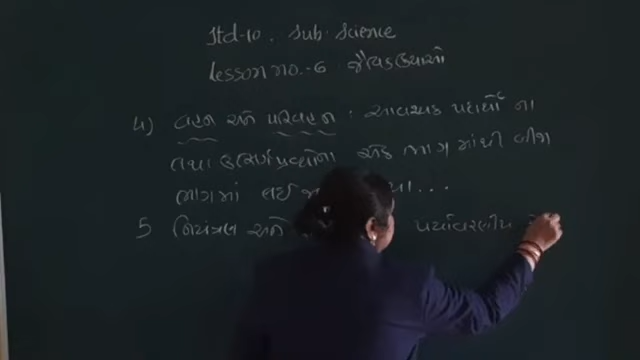 Std-10. Sub-Science
Lesson no.-6 જૈવિક ક્રિયાઓ
4) વહન અને પરિવહન : આવશ્યક પદાર્થો ના
તથા ઉત્સર્ગ પ્રવ્યોના એક ભાગ માંથી બીજા
ભાગમાં લઈ ...
5 નિયંત્રણ અને પર્યાવરણીય